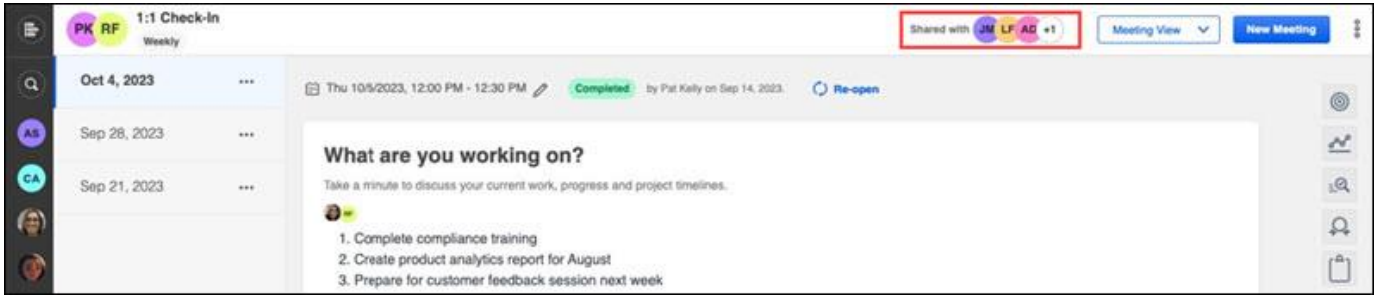 PK RF
1:1 Check-In
Weekly
Shared with JM LF AD +1
Meeting View
New Meeting
Oct 4, 2023
Thu 10/5/2023, 12:00 PM - 12:30 PM
Completed by Pat Kelly on Sep 14, 2023.
Re-open
AS
Sep 28, 2023
What are you working on?
CA
Sep 21, 2023
Take a minute to discuss your current work, progress and project timelines.
RF
1. Complete compliance training
2. Create product analytics report for August
3. Prepare for customer feedback session next week